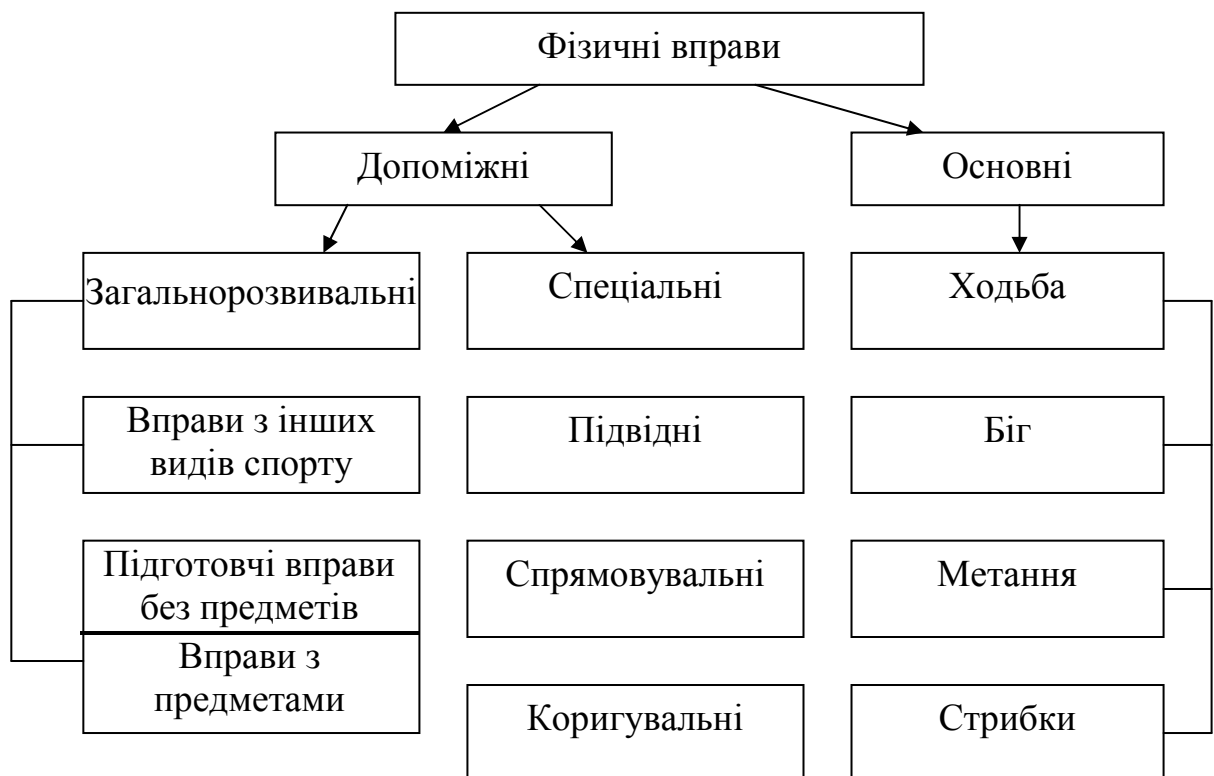 Фізичні вправи
Допоміжні
Основні
Загальнорозвивальні
Спеціальні
Ходьба
Вправи з інших
видів спорту
Підвідні
Біг
Підготовчі вправи
без предметів
Спрямовувальні
Метання
Вправи з
предметами
Коригувальні
Стрибки